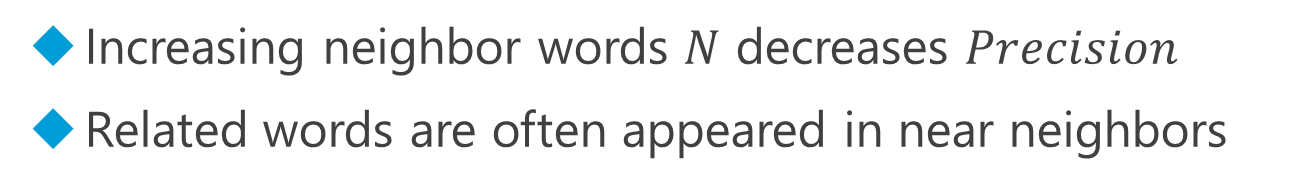 Increasing neighbor words N decreases Precision
Related words are often appeared in near neighbors